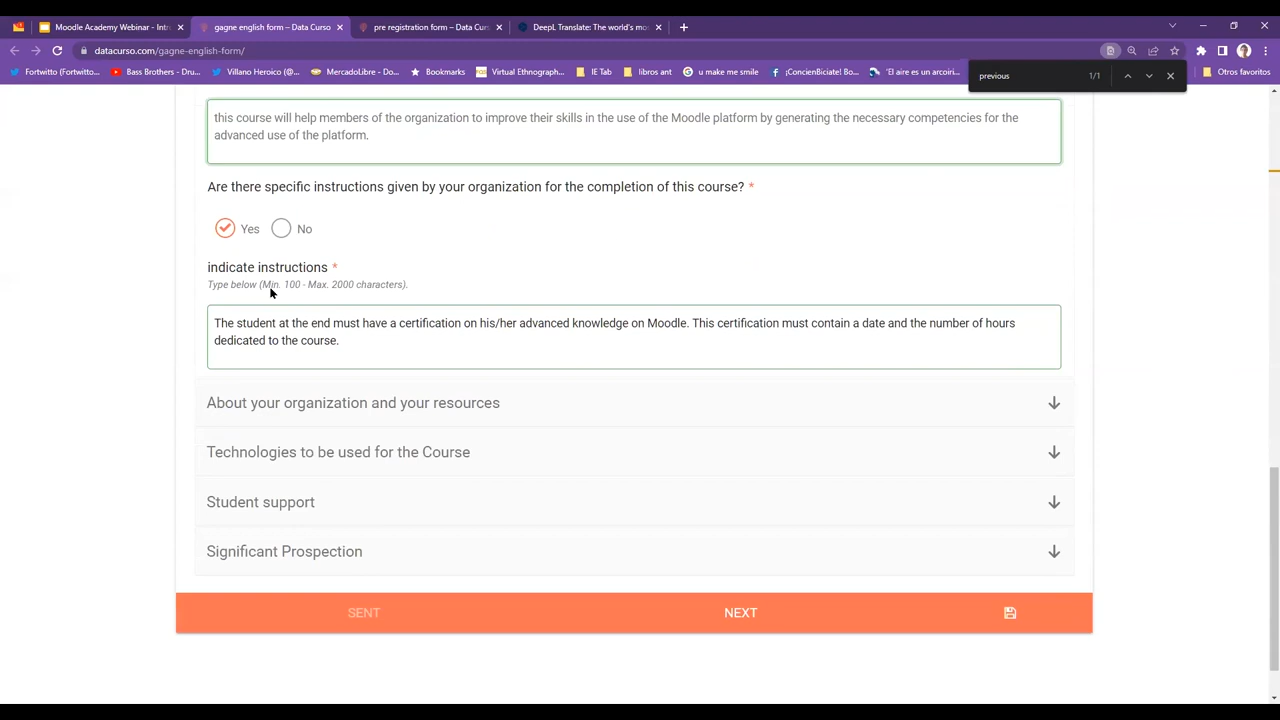 Moodle Academy Webinar - Intr
gagne english form – Data Curso
pre registration form – Data Cur
DeepL Translate: The world's mo
datacurso.com/gagne-english-form/
Fortwitto (Fortwitto...
Bass Brothers - Dru...
Villano Heroico (@...
MercadoLibre - Do...
Bookmarks
Virtual Ethnograph...
IE Tab
libros ant
u make me smile
¡ConcienBiciate! Bo...
'El aire es un arcoiri...
Otros favoritos
previous 1/1
this course will help members of the organization to improve their skills in the use of the Moodle platform by generating the necessary competencies for the
advanced use of the platform.
Are there specific instructions given by your organization for the completion of this course? *
Yes No
indicate instructions *
Type below (Min. 100 - Max. 2000 characters).
The student at the end must have a certification on his/her advanced knowledge on Moodle. This certification must contain a date and the number of hours
dedicated to the course.
About your organization and your resources
Technologies to be used for the Course
Student support
Significant Prospection
SENT NEXT